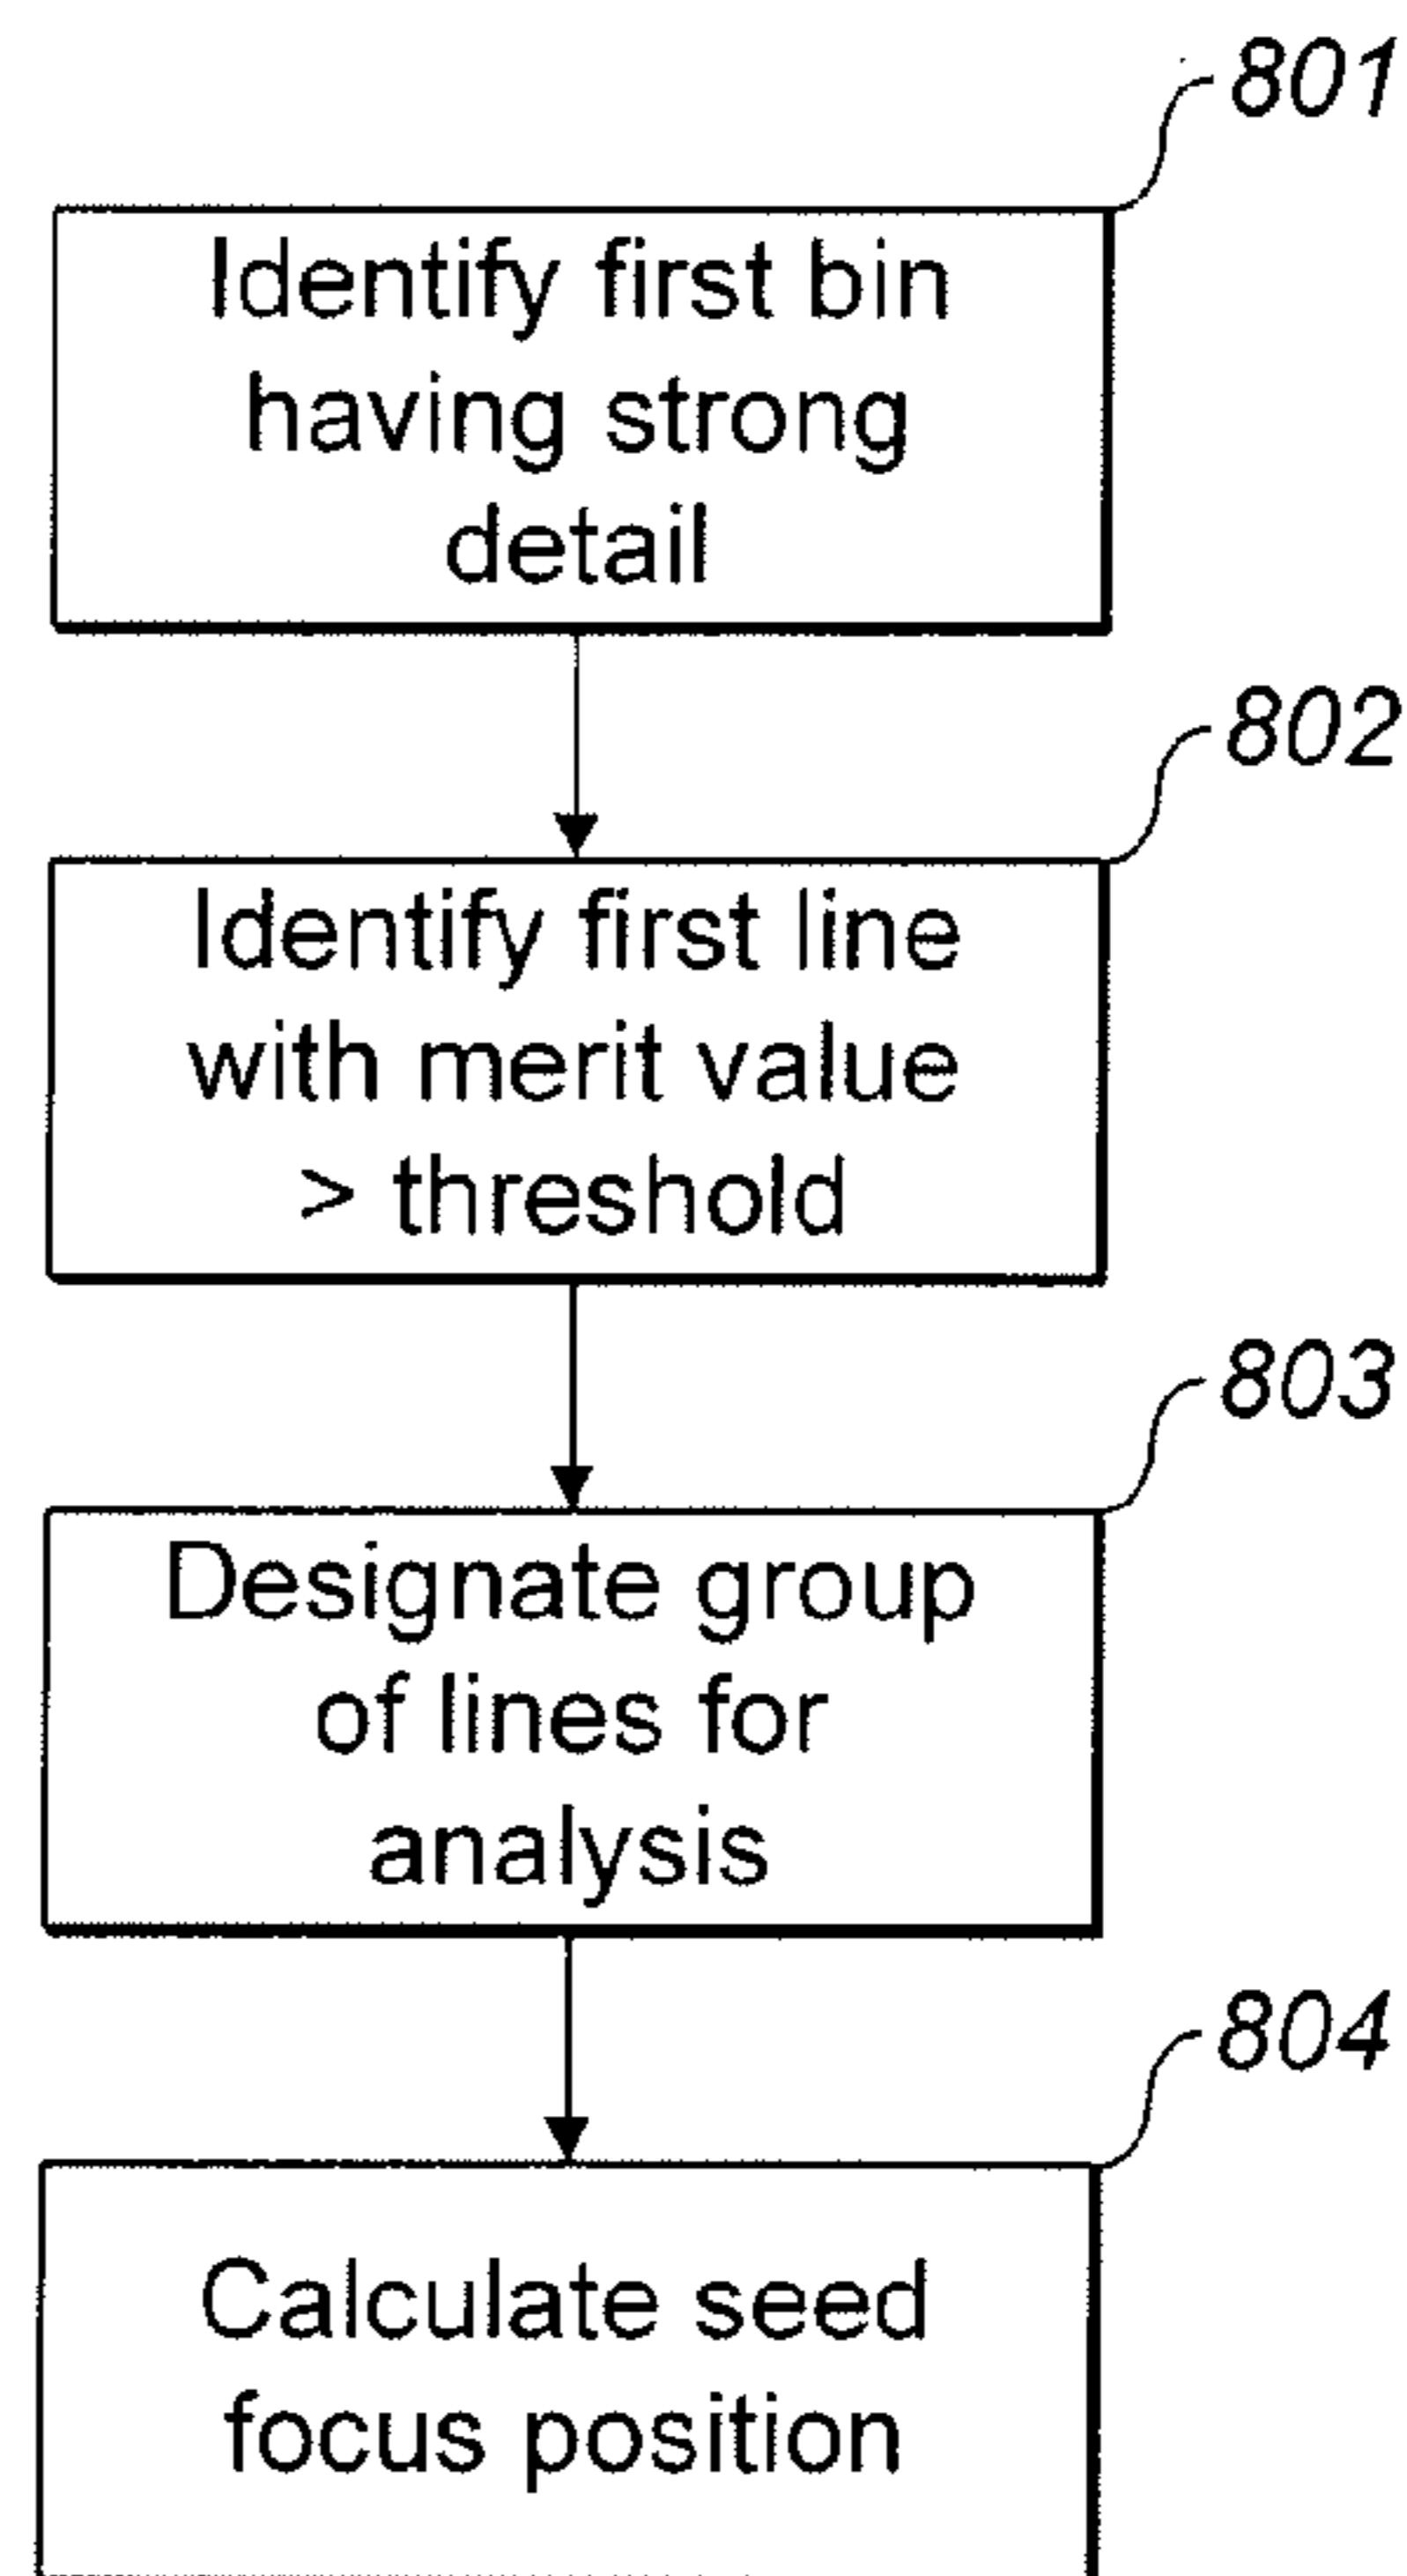 801
Identify first bin
having strong
detail
802
Identify first line
with merit value
> threshold
803
Designate group
of lines for
analysis
804
Calculate seed
focus position